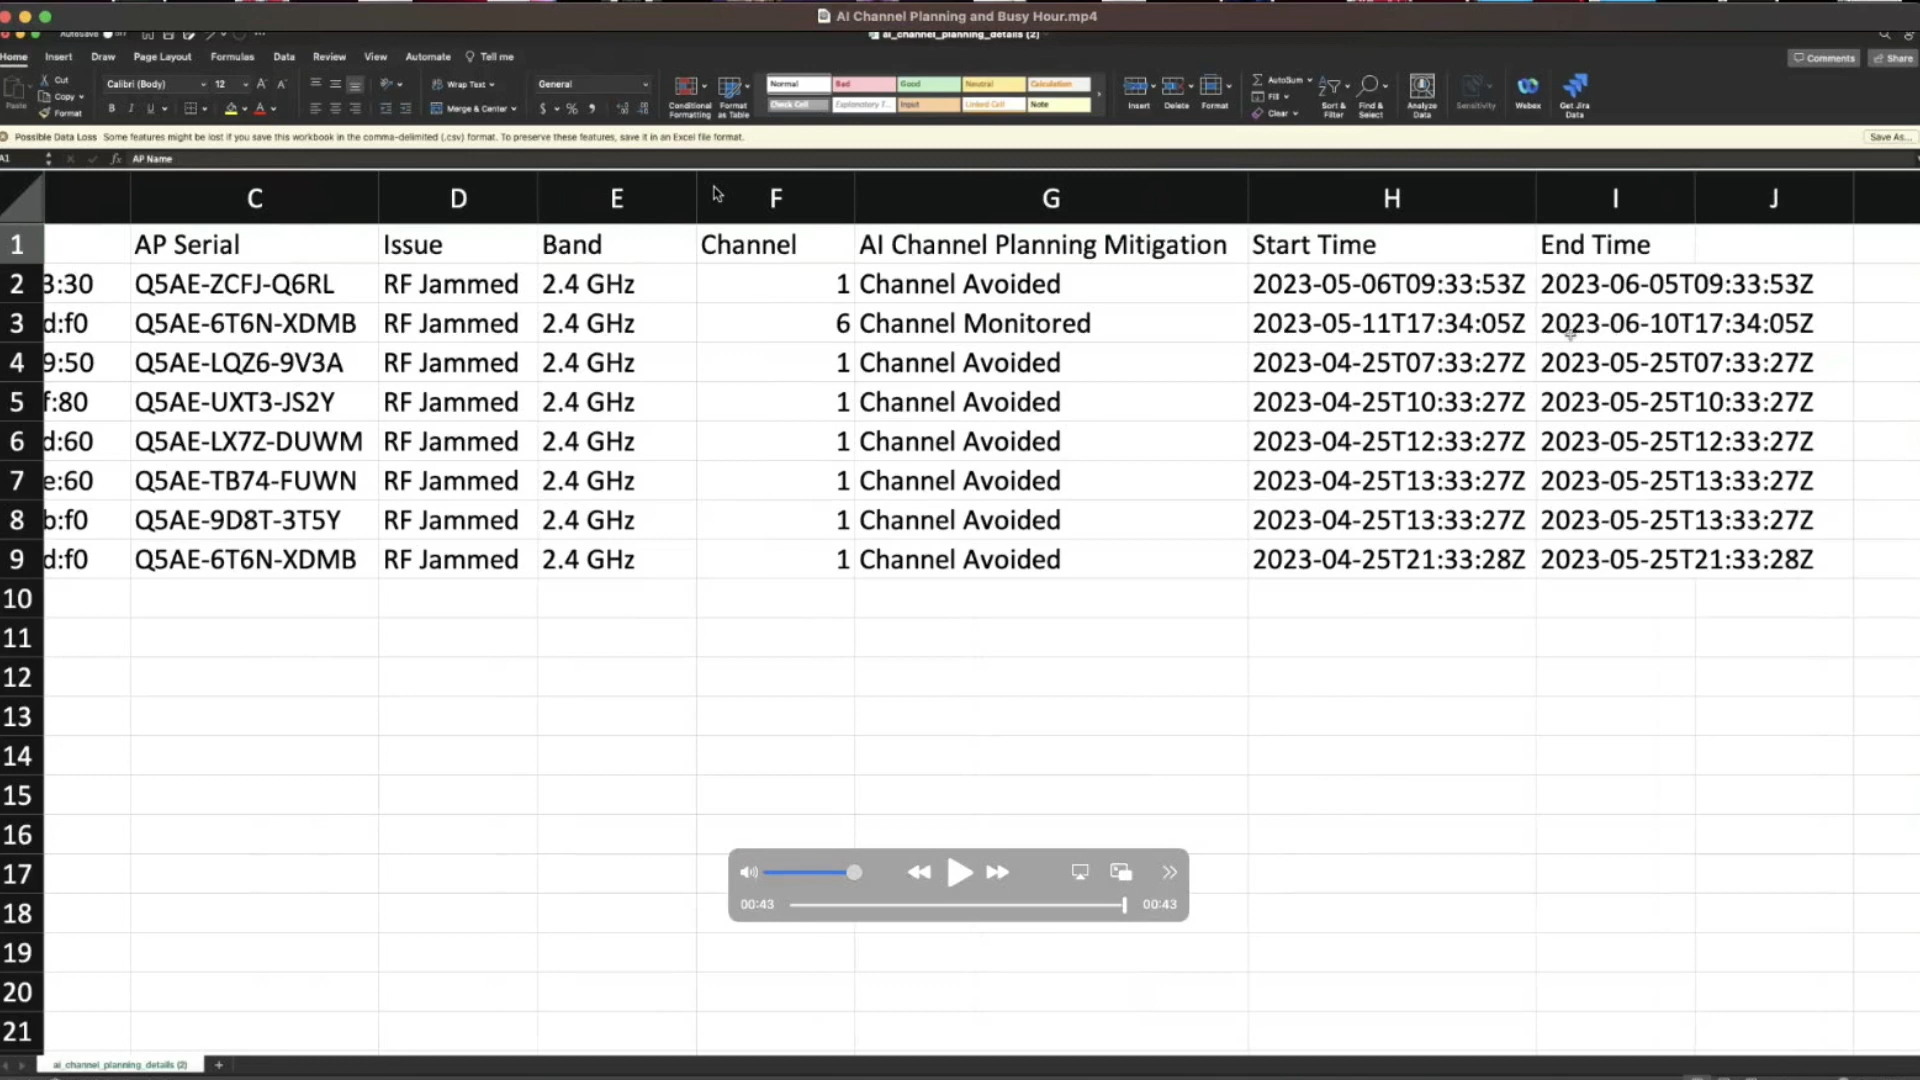 AI Channel Planning and Busy Hour.mp4
AutoSave
ai_channel_planning_details (2)
Home Insert Draw Page Layout Formulas Data Review View Automate Tell me
Comments Share
Paste Cut Copy Format
Calibri (Body) 12
B I U
Wrap Text
Merge & Center
General
$ %
Conditional Formatting
Format as Table
Normal Bad Good Neutral Calculation
Check Cell Explanatory T... Input Linked Cell Note
Insert Delete Format
AutoSum Fill Clear
Sort & Filter
Find & Select
Analyze Data
Sensitivity
Webex
Get Jira Data
Possible Data Loss Some features might be lost if you save this workbook in the comma-delimited (.csv) format. To preserve these features, save it in an Excel file format.
Save As...
A1 fx AP Name
C D E F G H I J
1 AP Serial Issue Band Channel AI Channel Planning Mitigation Start Time End Time
2 3:30 Q5AE-ZCFJ-Q6RL RF Jammed 2.4 GHz 1 Channel Avoided 2023-05-06T09:33:53Z 2023-06-05T09:33:53Z
3 d:f0 Q5AE-6T6N-XDMB RF Jammed 2.4 GHz 6 Channel Monitored 2023-05-11T17:34:05Z 2023-06-10T17:34:05Z
4 9:50 Q5AE-LQZ6-9V3A RF Jammed 2.4 GHz 1 Channel Avoided 2023-04-25T07:33:27Z 2023-05-25T07:33:27Z
5 f:80 Q5AE-UXT3-JS2Y RF Jammed 2.4 GHz 1 Channel Avoided 2023-04-25T10:33:27Z 2023-05-25T10:33:27Z
6 d:60 Q5AE-LX7Z-DUWM RF Jammed 2.4 GHz 1 Channel Avoided 2023-04-25T12:33:27Z 2023-05-25T12:33:27Z
7 e:60 Q5AE-TB74-FUWN RF Jammed 2.4 GHz 1 Channel Avoided 2023-04-25T13:33:27Z 2023-05-25T13:33:27Z
8 b:f0 Q5AE-9D8T-3T5Y RF Jammed 2.4 GHz 1 Channel Avoided 2023-04-25T13:33:27Z 2023-05-25T13:33:27Z
9 d:f0 Q5AE-6T6N-XDMB RF Jammed 2.4 GHz 1 Channel Avoided 2023-04-25T21:33:28Z 2023-05-25T21:33:28Z
10
11
12
13
14
15
16
17
18
19
20
21
00:43 00:43
ai_channel_planning_details (2) +